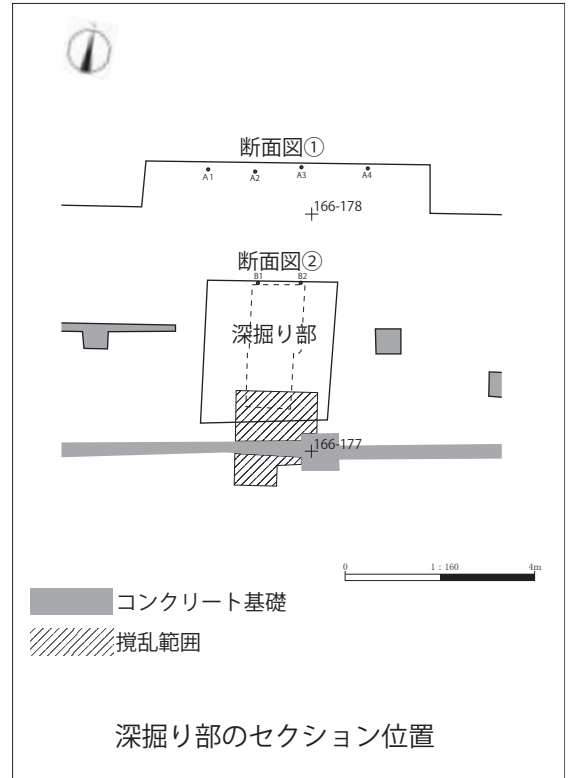 断面図①
A1 A2 A3 A4
166-178
断面図②
B1 B2
深掘り部
166-177
0 1 : 160 4m
コンクリート基礎
撹乱範囲
深掘り部のセクション位置